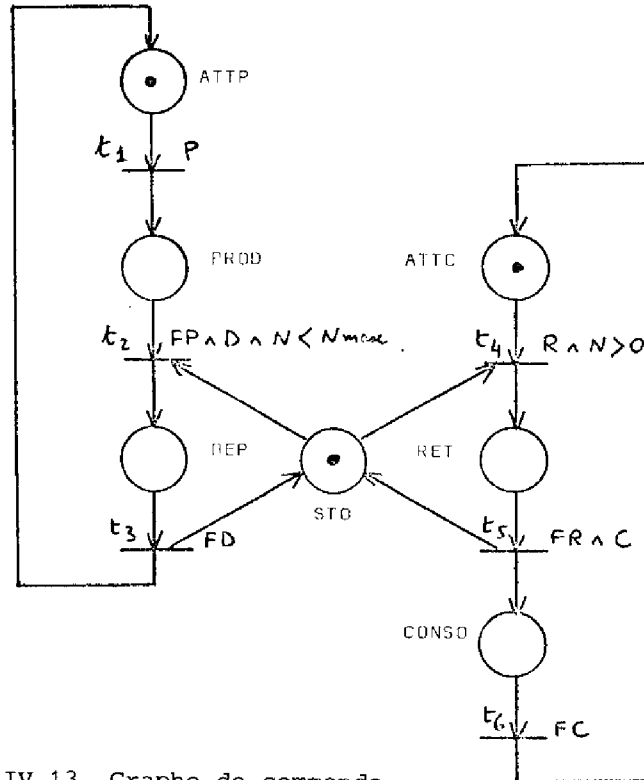 ATTP
t1 P
PROD
ATTC
t2 FP ∧ D ∧ N < Nmax.
t4 R ∧ N > 0
DEP
RET
STO
t3 FD
t5 FR ∧ C
CONSO
t6 FC
IV.13. Graphe de commande